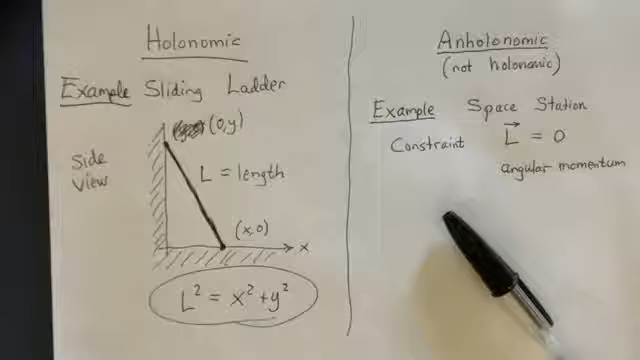 Holonomic
Example Sliding Ladder
(0,y)
Side
view
L = length
(x,0)
x
L² = x² + y²
Anholonomic
(not holonomic)
Example Space Station
Constraint L⃗ = 0
angular momentum